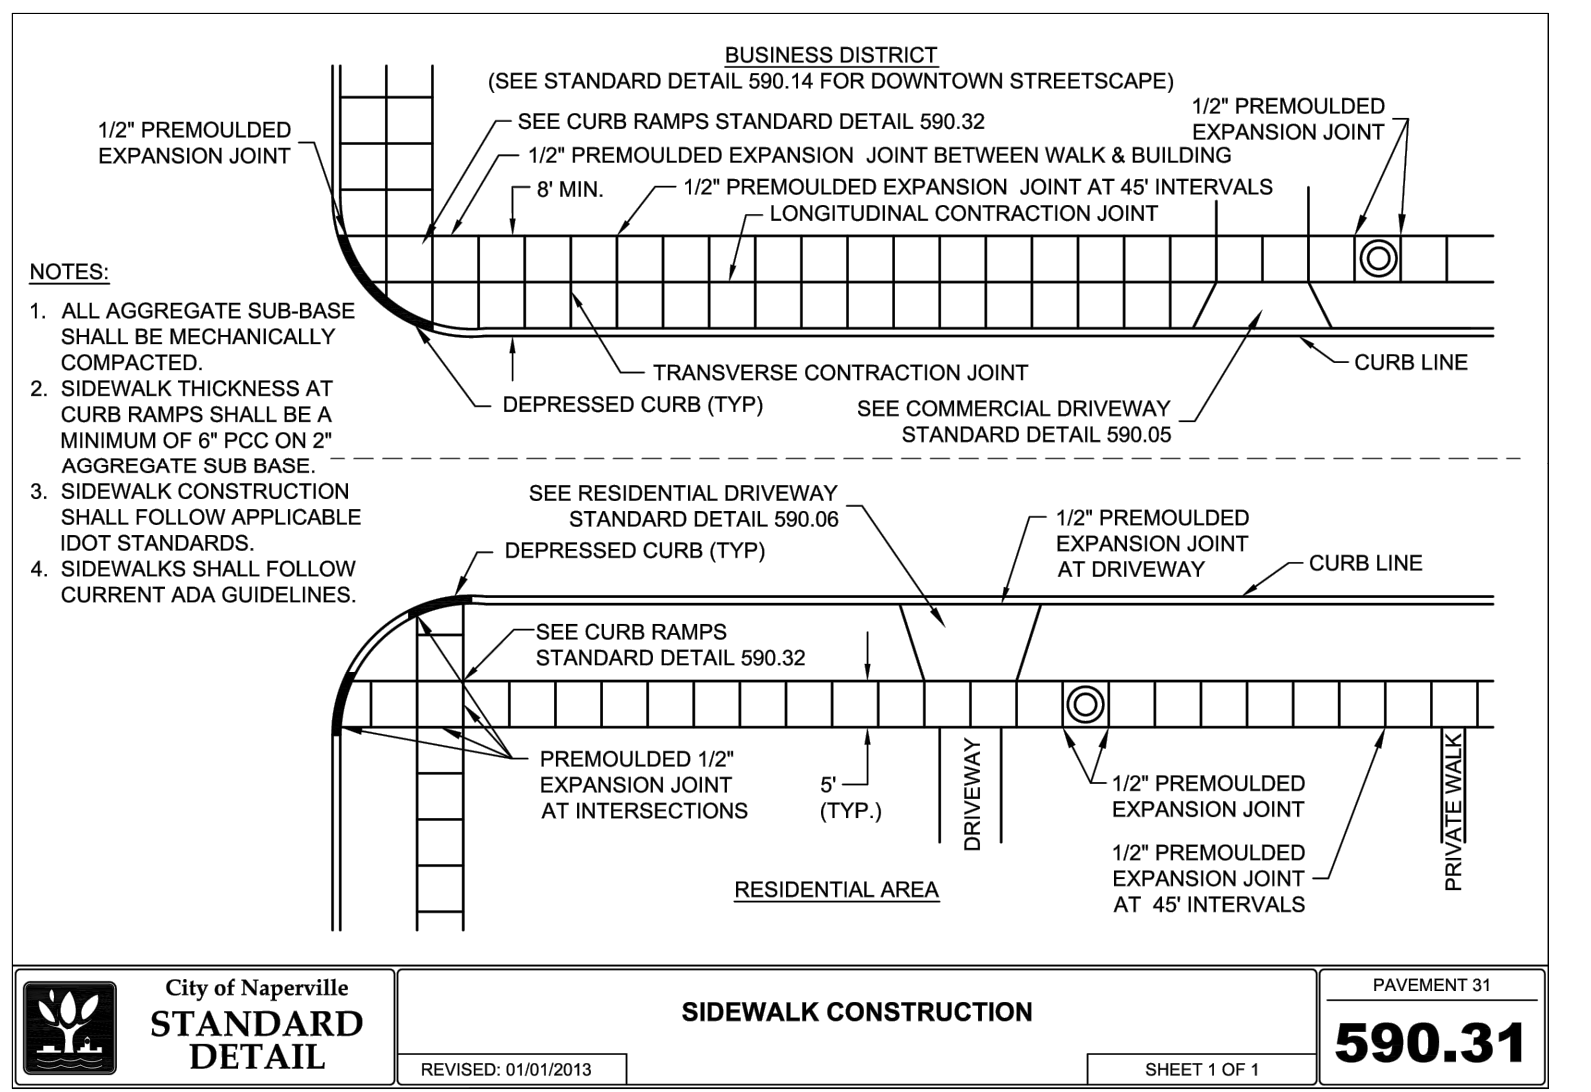 BUSINESS DISTRICT
(SEE STANDARD DETAIL 590.14 FOR DOWNTOWN STREETSCAPE)
1/2" PREMOULDED
EXPANSION JOINT
SEE CURB RAMPS STANDARD DETAIL 590.32
1/2" PREMOULDED EXPANSION JOINT BETWEEN WALK & BUILDING
8' MIN.
1/2" PREMOULDED EXPANSION JOINT AT 45' INTERVALS
LONGITUDINAL CONTRACTION JOINT
1/2" PREMOULDED
EXPANSION JOINT
TRANSVERSE CONTRACTION JOINT
DEPRESSED CURB (TYP)
SEE COMMERCIAL DRIVEWAY
STANDARD DETAIL 590.05
CURB LINE
NOTES:
1. ALL AGGREGATE SUB-BASE
SHALL BE MECHANICALLY
COMPACTED.
2. SIDEWALK THICKNESS AT
CURB RAMPS SHALL BE A
MINIMUM OF 6" PCC ON 2"
AGGREGATE SUB BASE.
3. SIDEWALK CONSTRUCTION
SHALL FOLLOW APPLICABLE
IDOT STANDARDS.
4. SIDEWALKS SHALL FOLLOW
CURRENT ADA GUIDELINES.
SEE RESIDENTIAL DRIVEWAY
STANDARD DETAIL 590.06
DEPRESSED CURB (TYP)
1/2" PREMOULDED
EXPANSION JOINT
AT DRIVEWAY
CURB LINE
SEE CURB RAMPS
STANDARD DETAIL 590.32
PREMOULDED 1/2"
EXPANSION JOINT
AT INTERSECTIONS
5'
(TYP.)
DRIVEWAY
1/2" PREMOULDED
EXPANSION JOINT
1/2" PREMOULDED
EXPANSION JOINT
AT 45' INTERVALS
PRIVATE WALK
RESIDENTIAL AREA
City of Naperville
STANDARD
DETAIL
SIDEWALK CONSTRUCTION
REVISED: 01/01/2013
SHEET 1 OF 1
PAVEMENT 31
590.31